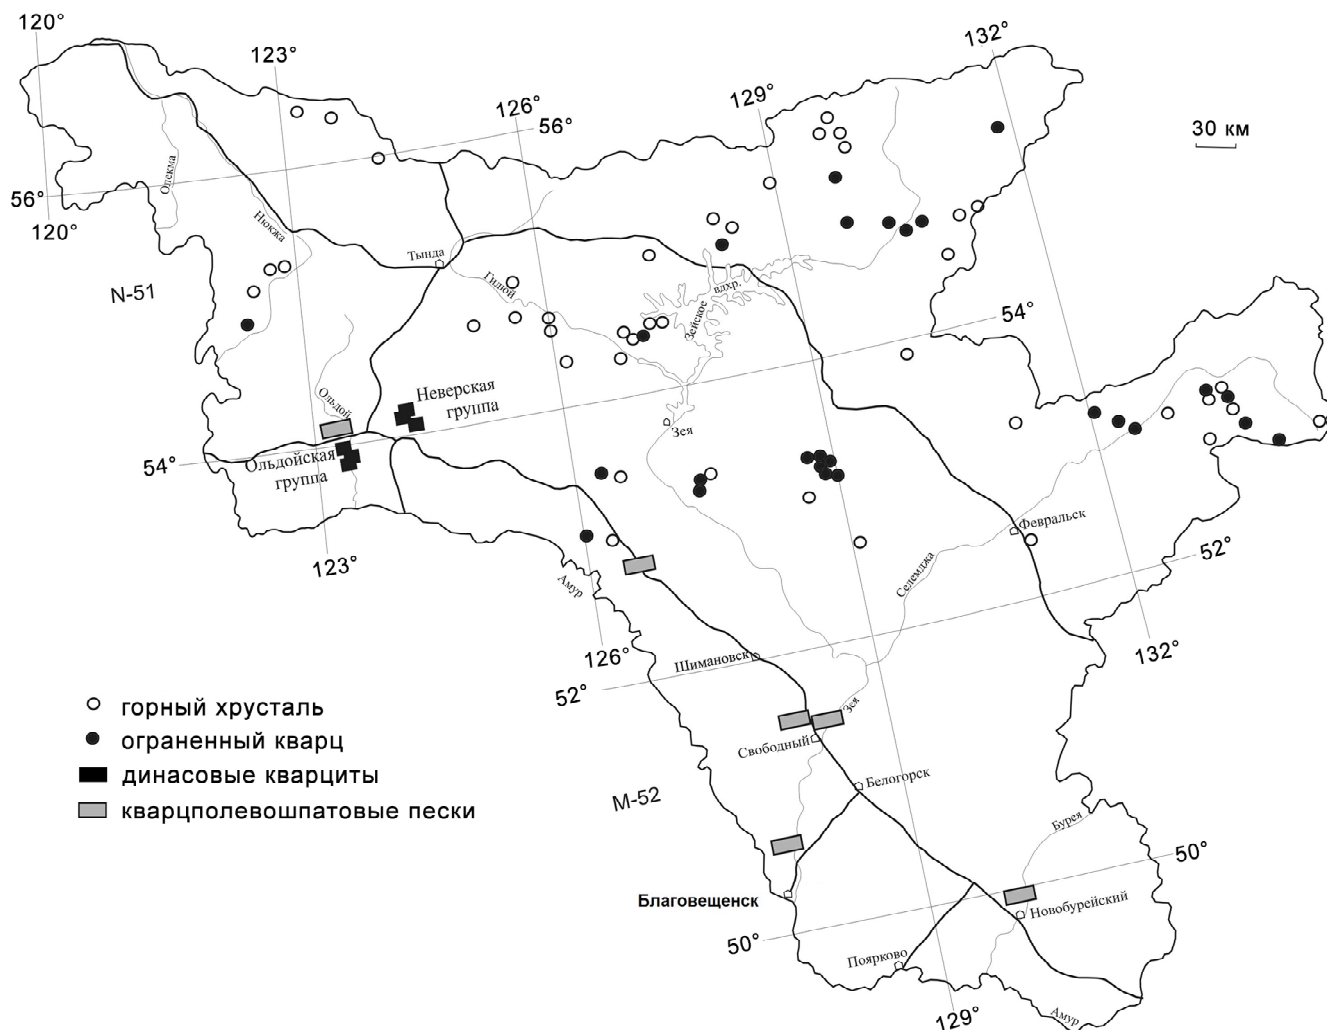 120°
123°
126°
129°
132°
56°
30 км
56°
120°
Олекма
Нюкжа
Тында
Гилюй
вдхр.
Зейское
N-51
54°
Ольдой
Неверская
группа
Зея
54°
Ольдойская
группа
123°
Амур
126°
Февральск
Селемджа
52°
132°
52°
Шимановск
Зея
Свободный
Белогорск
M-52
горный хрусталь
ограненный кварц
динасовые кварциты
кварцполевошпатовые пески
Бурея
50°
Благовещенск
Новобурейский
50°
Поярково
Амур
129°